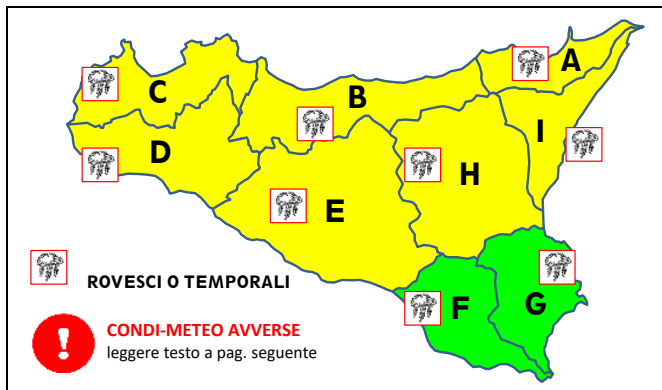 A
C
B
I
D
H
E
F
G
ROVESCI O TEMPORALI
!
CONDI-METEO AVVERSE
leggere testo a pag. seguente